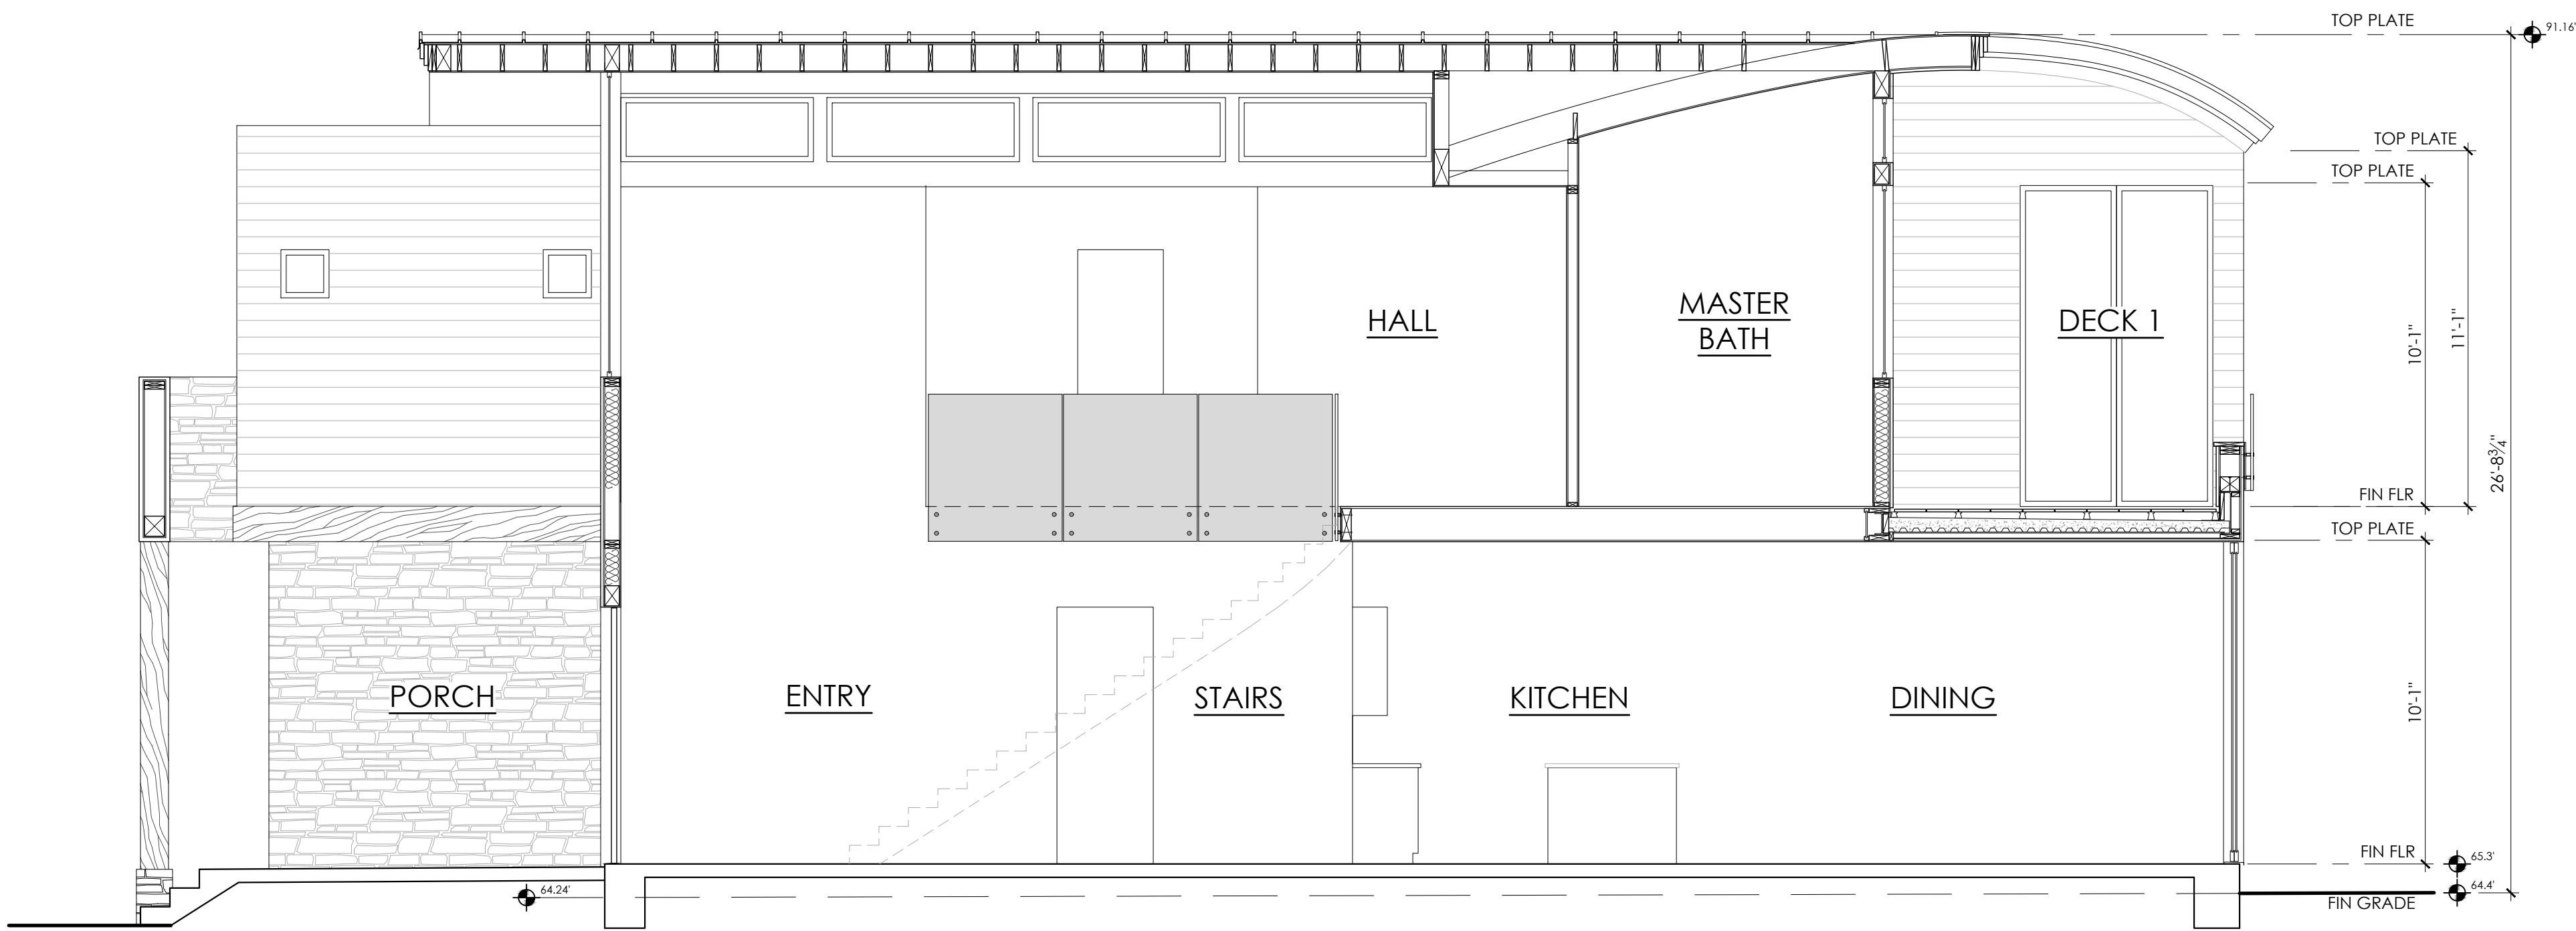 TOP PLATE
91.16'
TOP PLATE
TOP PLATE
HALL
MASTER
BATH
DECK 1
10'-1"
11'-1"
26'-8¾"
FIN FLR
TOP PLATE
PORCH
ENTRY
STAIRS
KITCHEN
DINING
10'-1"
FIN FLR
65.3'
64.24'
64.4'
FIN GRADE